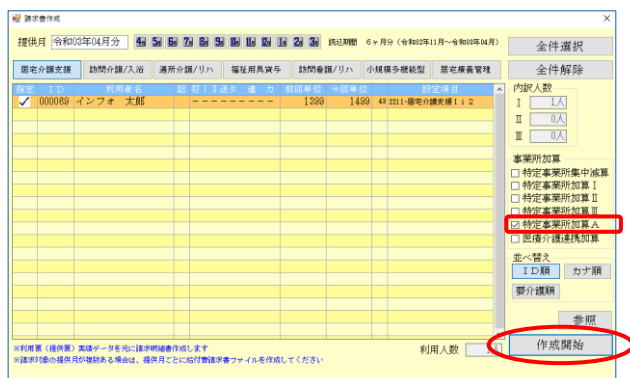 請求書作成
提供月 令和03年04月分 4月 5月 6月 7月 8月 9月 10月 11月 12月 1月 2月 3月 読込期間 6ヶ月分(令和02年11月～令和03年04月)
全件選択
居宅介護支援 訪問介護/入浴 通所介護/リハ 福祉用具貸与 訪問看護/リハ 小規模多機能型 居宅療養管理
全件解除
指定 ID 利用者名 認 初 I II 退 タ 連 カ 前回単位 今回単位 設定項目
000069 インフォ 太郎 --------- 1399 1499 43 2211-居宅介護支援Ⅰⅰ2
内訳人数
Ⅰ 1人
Ⅱ 0人
Ⅲ 0人
事業所加算
特定事業所集中減算
特定事業所加算Ⅰ
特定事業所加算Ⅱ
特定事業所加算Ⅲ
特定事業所加算A
医療介護連携加算
並べ替え
ID順 カナ順
要介護順
参照
※利用票(提供票)実績データを元に請求明細書作成します
※請求対象の提供月が複数ある場合は、提供月ごとに給付管請求書ファイルを作成してください
利用人数
作成開始